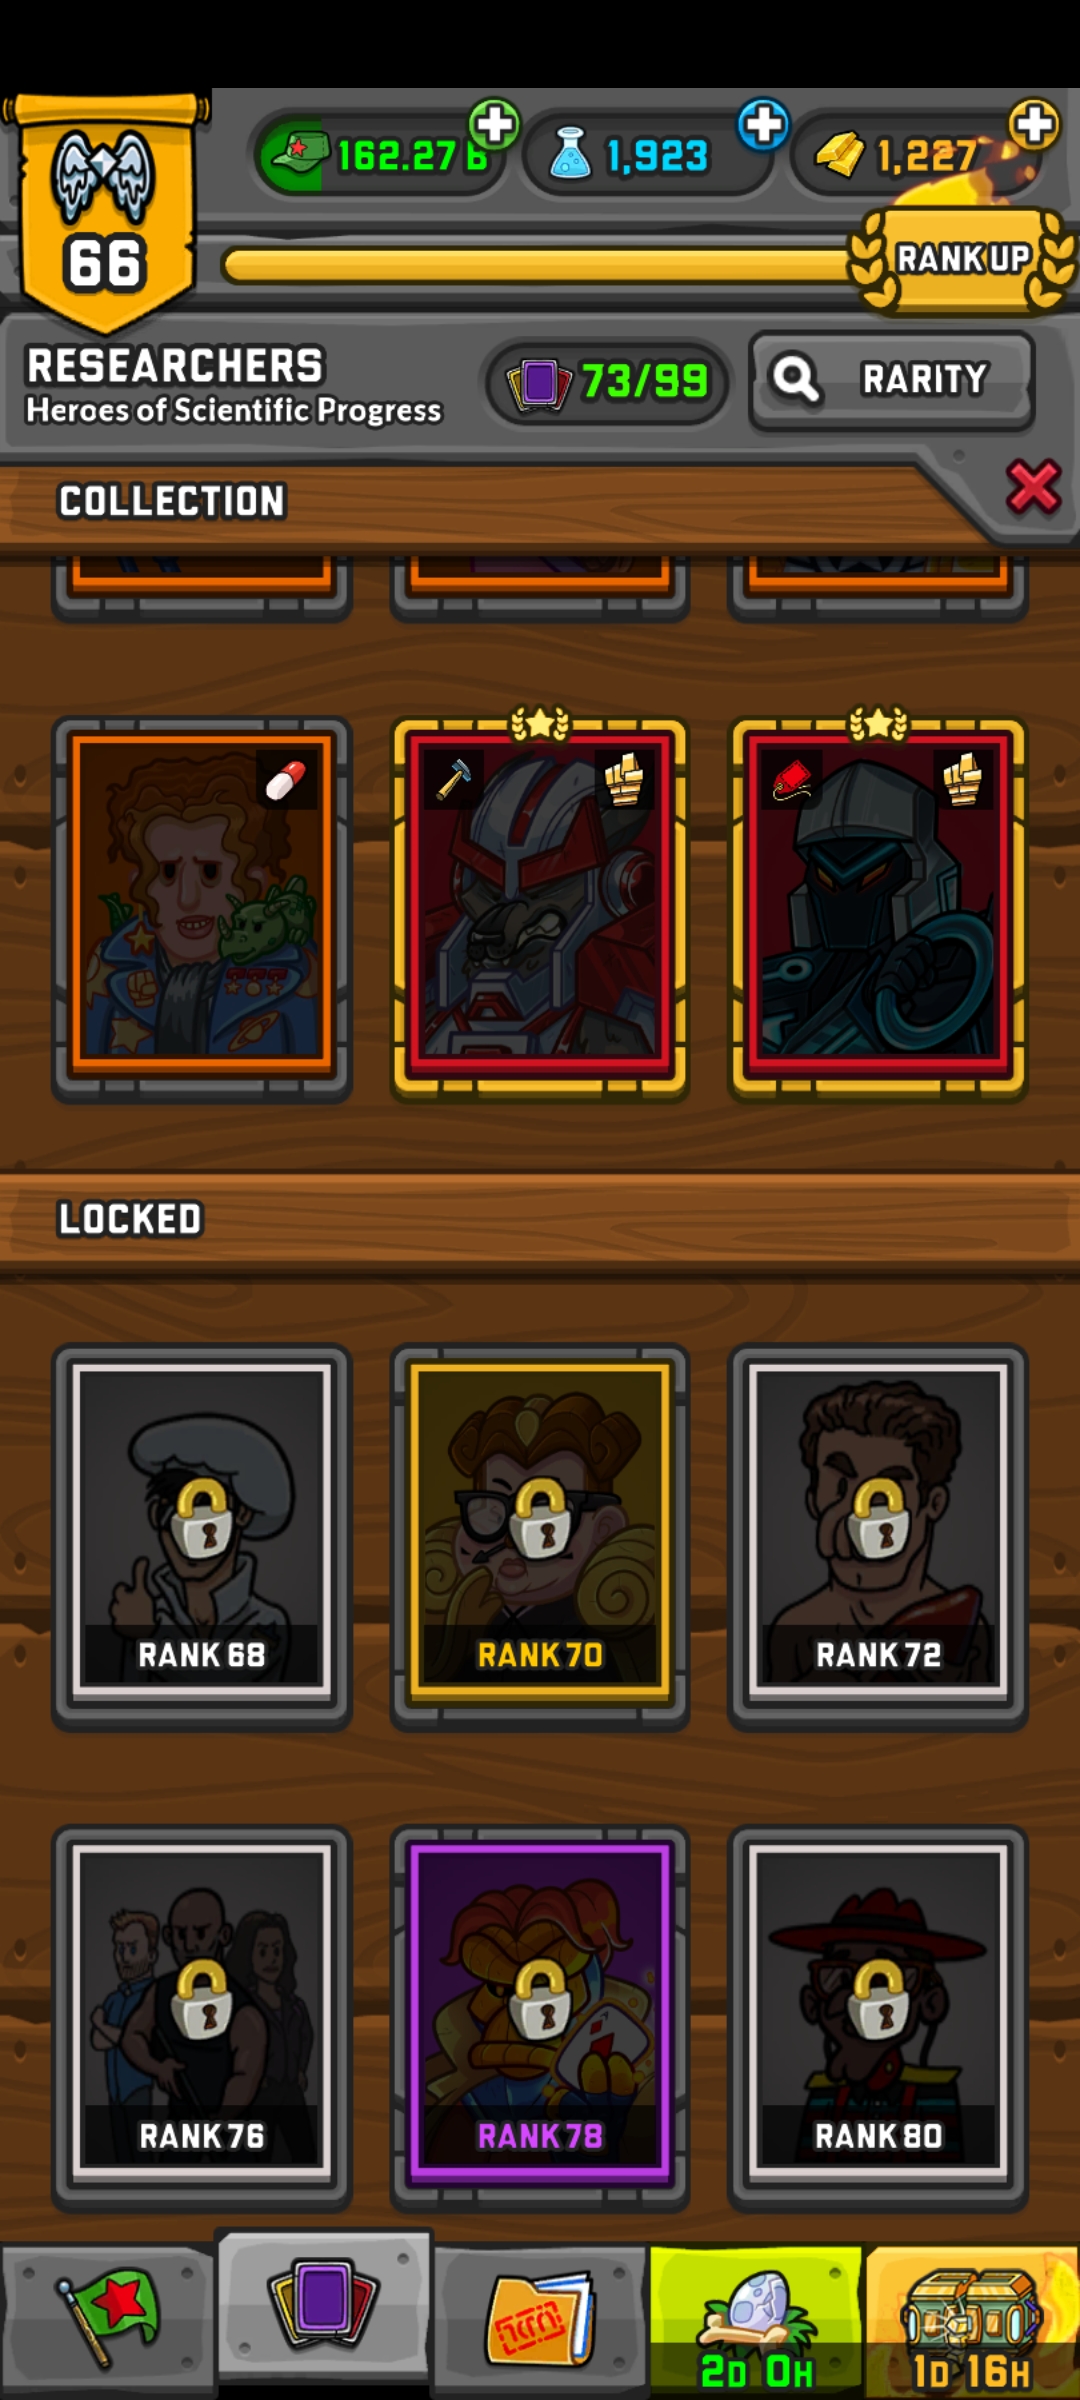 162.27 B
1,923
1,227
66
RANK UP
RESEARCHERS
Heroes of Scientific Progress
73/99
RARITY
COLLECTION
LOCKED
RANK 68
RANK 70
RANK 72
RANK 76
RANK 78
RANK 80
2D 0H
1D 16H